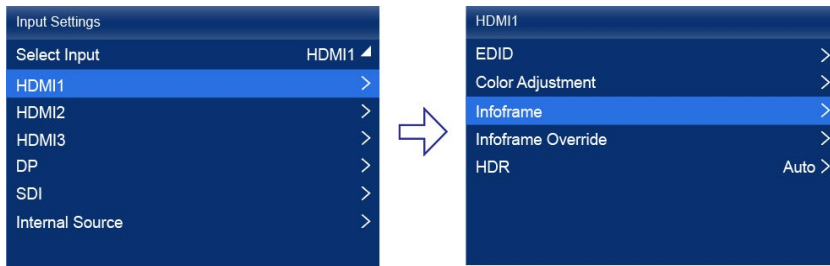 Input Settings
Select Input HDMI1
HDMI1
HDMI2
HDMI3
DP
SDI
Internal Source
HDMI1
EDID
Color Adjustment
Infoframe
Infoframe Override
HDR Auto